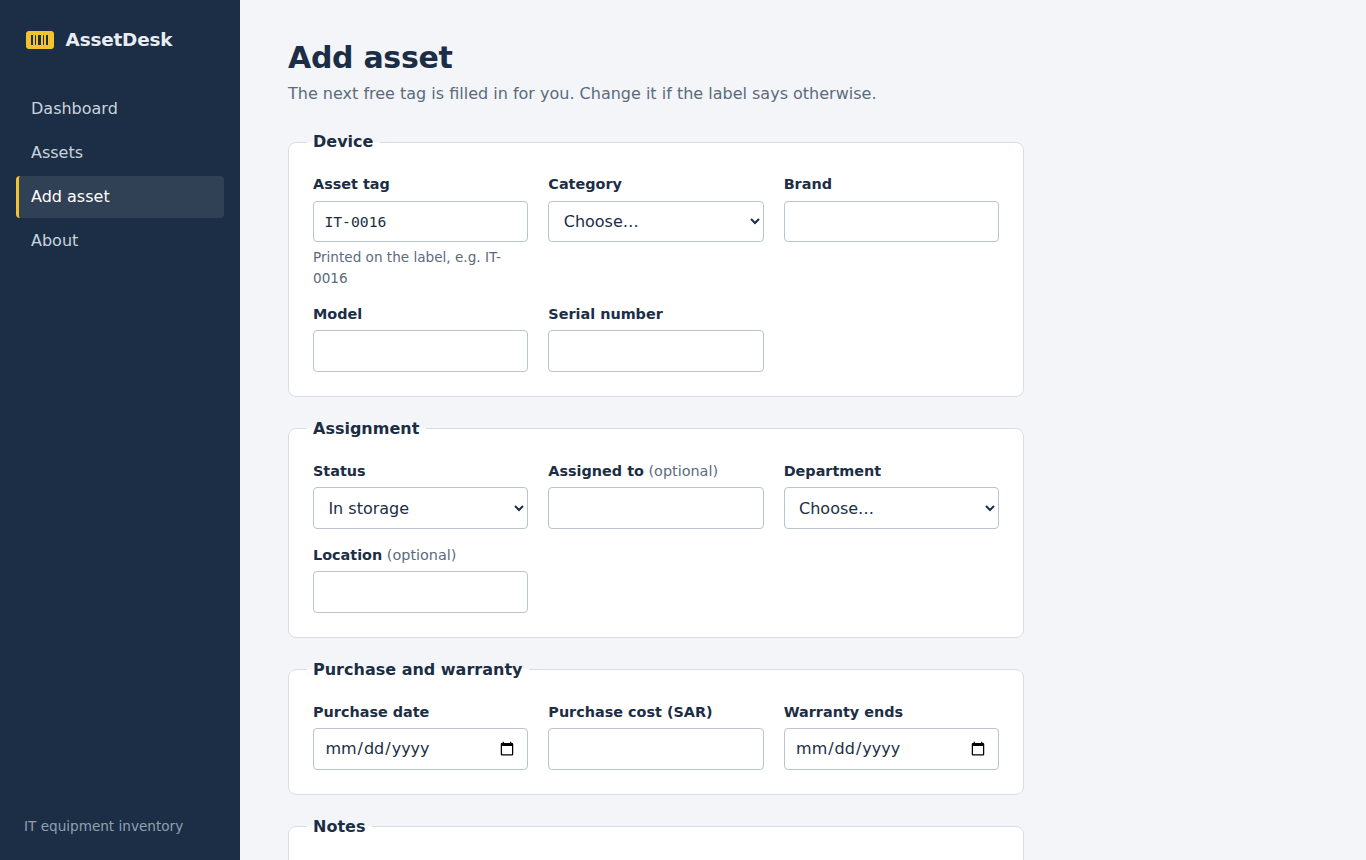 AssetDesk
Dashboard
Assets
Add asset
About
IT equipment inventory
Add asset
The next free tag is filled in for you. Change it if the label says otherwise.
Device
Asset tag
Category
Brand
IT-0016
Choose...
Printed on the label, e.g. IT-
0016
Model
Serial number
Assignment
Status
Assigned to (optional)
Department
In storage
Choose...
Location (optional)
Purchase and warranty
Purchase date
Purchase cost (SAR)
Warranty ends
mm/dd/yyyy
mm/dd/yyyy
Notes